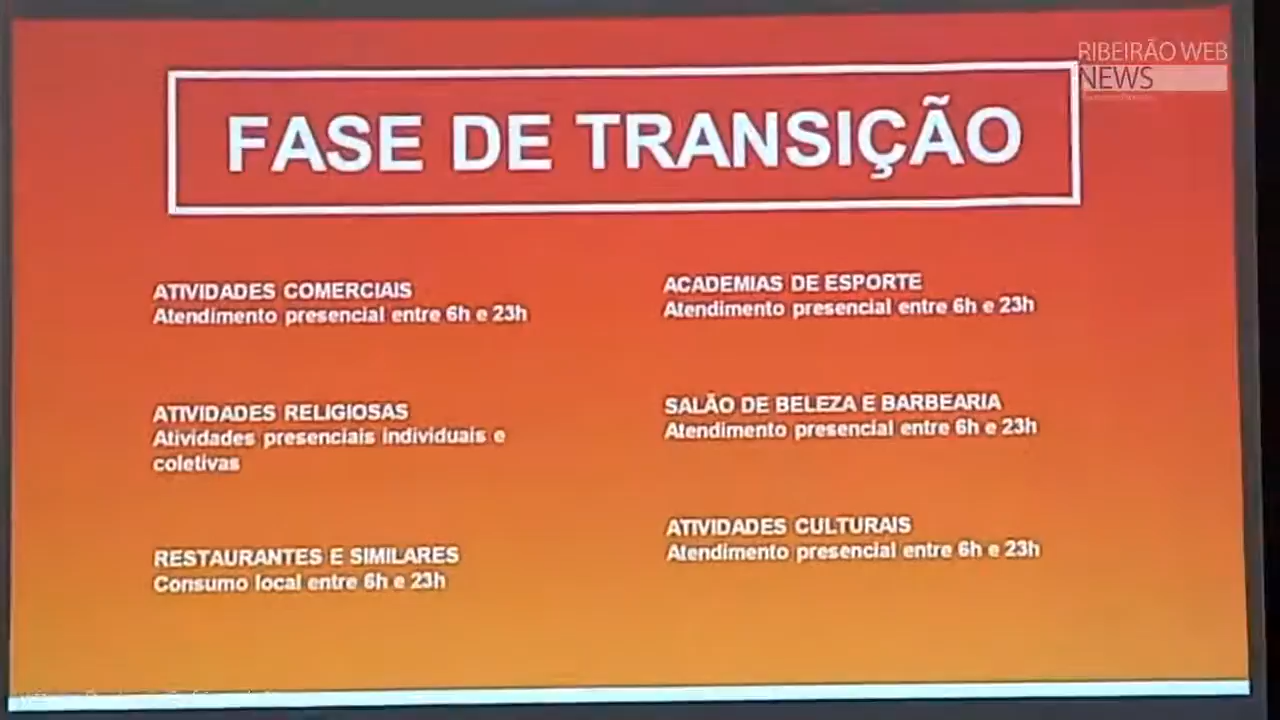 RIBEIRÃO WEB
NEWS
FASE DE TRANSIÇÃO
ATIVIDADES COMERCIAIS
Atendimento presencial entre 6h e 23h
ATIVIDADES RELIGIOSAS
Atividades presenciais individuais e
coletivas
RESTAURANTES E SIMILARES
Consumo local entre 6h e 23h
ACADEMIAS DE ESPORTE
Atendimento presencial entre 6h e 23h
SALÃO DE BELEZA E BARBEARIA
Atendimento presencial entre 6h e 23h
ATIVIDADES CULTURAIS
Atendimento presencial entre 6h e 23h